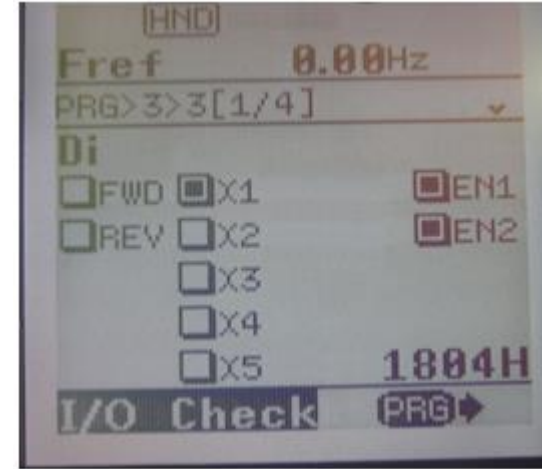 HND
Fref 0.00Hz
PRG>3>3[1/4]
Di
FWD X1 EN1
REV X2 EN2
X3
X4
X5 1804H
I/O Check PRG